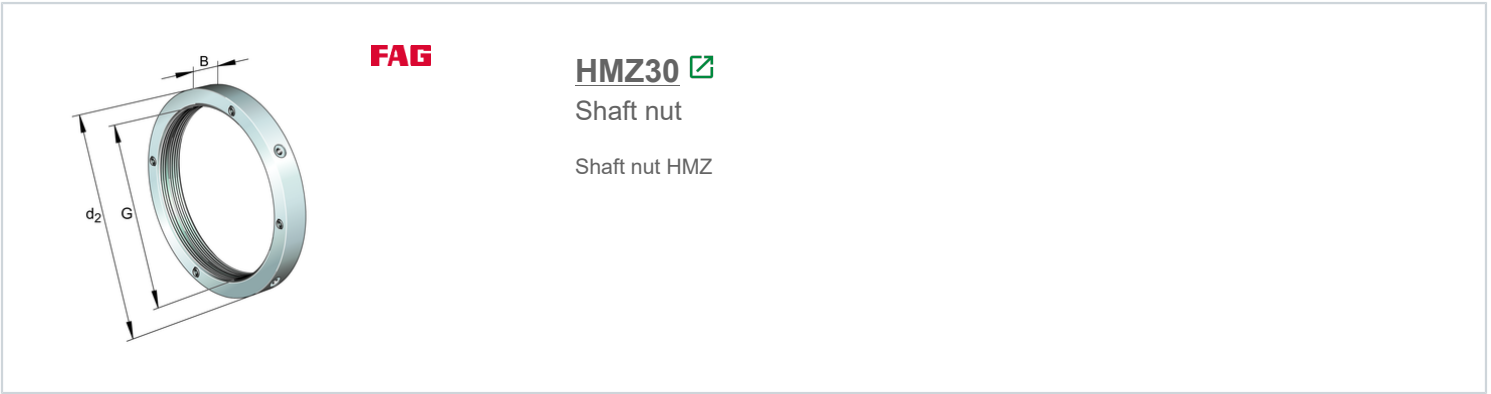 B
FAG
HMZ30
Shaft nut
Shaft nut HMZ
d2
G